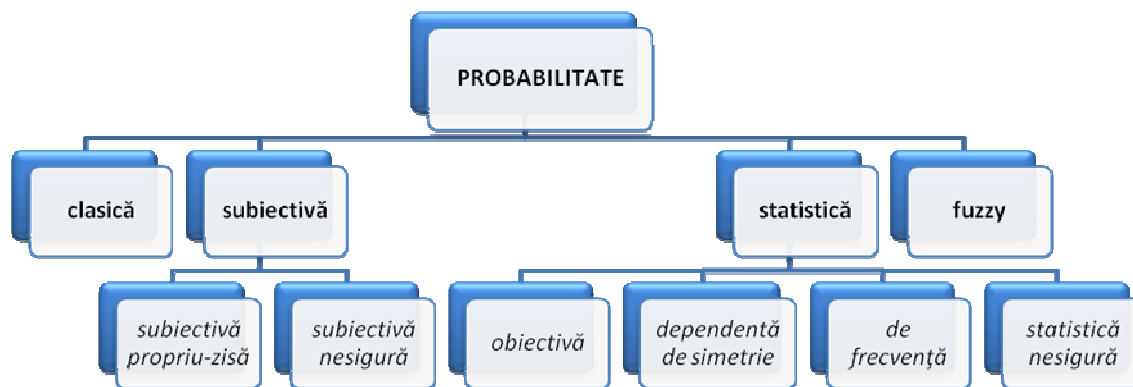 PROBABILITATE
clasică
subiectivă
statistică
fuzzy
subiectivă
propriu-zisă
subiectivă
nesigură
obiectivă
dependentă
de simetrie
de
frecvenţă
statistică
nesigură